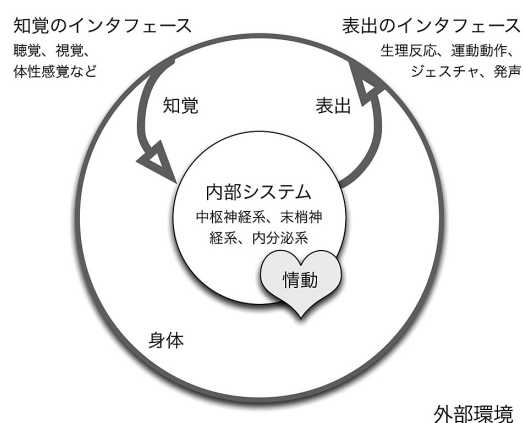 知覚のインタフェース
聴覚、視覚、
体性感覚など
表出のインタフェース
生理反応、運動動作、
ジェスチャ、発声
知覚
表出
内部システム
中枢神経系、末梢神
経系、内分泌系
情動
身体
外部環境